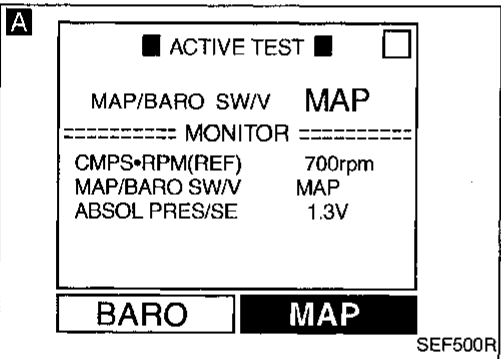 A
■ ACTIVE TEST ■
MAP/BARO SW/V MAP
========== MONITOR ==========
CMPS•RPM(REF) 700rpm
MAP/BARO SW/V MAP
ABSOL PRES/SE 1.3V
BARO MAP
SEF500R